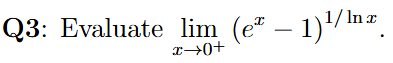 Q3: Evaluate lim_{x→0+} (e^x − 1)^{1/ ln x}.